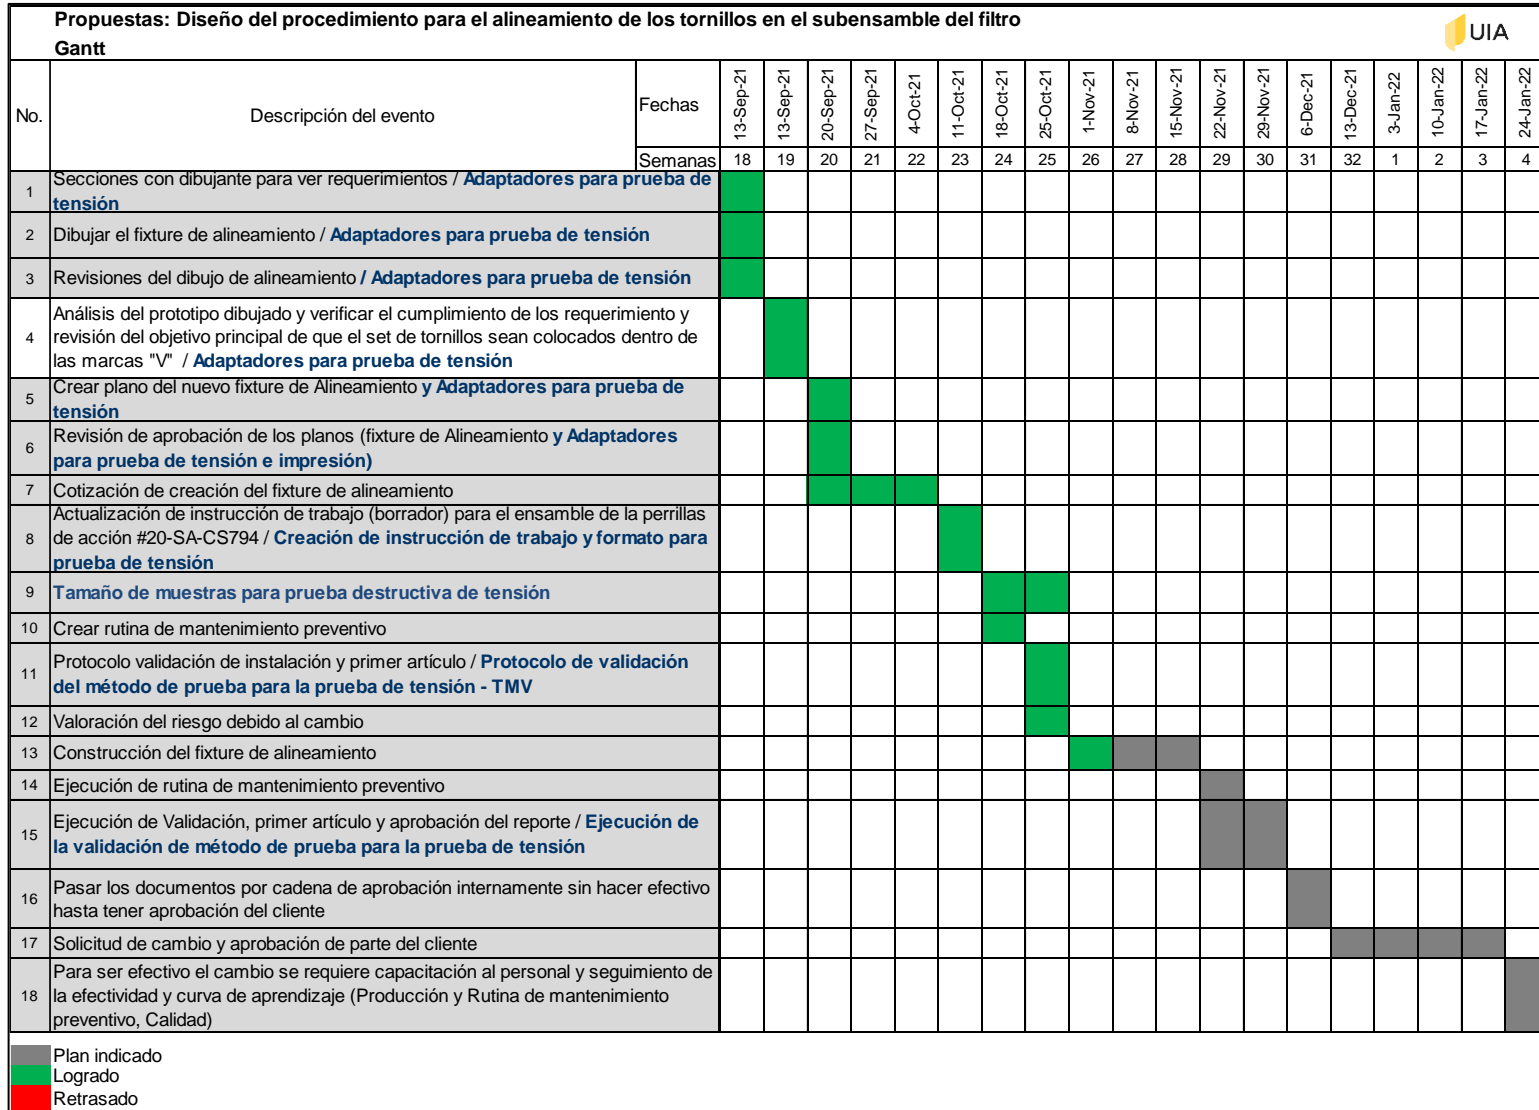 Propuestas: Diseño del procedimiento para el alineamiento de los tornillos en el subensamble del filtro
Gantt
UIA
No.
Descripción del evento
Fechas
13-Sep-21
13-Sep-21
20-Sep-21
27-Sep-21
4-Oct-21
11-Oct-21
18-Oct-21
25-Oct-21
1-Nov-21
8-Nov-21
15-Nov-21
22-Nov-21
29-Nov-21
6-Dec-21
13-Dec-21
3-Jan-22
10-Jan-22
17-Jan-22
24-Jan-22
Semanas 18 19 20 21 22 23 24 25 26 27 28 29 30 31 32 1 2 3 4
1 Secciones con dibujante para ver requerimientos / Adaptadores para prueba de
tensión
2 Dibujar el fixture de alineamiento / Adaptadores para prueba de tensión
3 Revisiones del dibujo de alineamiento / Adaptadores para prueba de tensión
Análisis del prototipo dibujado y verificar el cumplimiento de los requerimiento y
4 revisión del objetivo principal de que el set de tornillos sean colocados dentro de
las marcas "V" / Adaptadores para prueba de tensión
5 Crear plano del nuevo fixture de Alineamiento y Adaptadores para prueba de
tensión
6 Revisión de aprobación de los planos (fixture de Alineamiento y Adaptadores
para prueba de tensión e impresión)
7 Cotización de creación del fixture de alineamiento
Actualización de instrucción de trabajo (borrador) para el ensamble de la perrillas
8 de acción #20-SA-CS794 / Creación de instrucción de trabajo y formato para
prueba de tensión
9 Tamaño de muestras para prueba destructiva de tensión
10 Crear rutina de mantenimiento preventivo
11 Protocolo validación de instalación y primer artículo / Protocolo de validación
del método de prueba para la prueba de tensión - TMV
12 Valoración del riesgo debido al cambio
13 Construcción del fixture de alineamiento
14 Ejecución de rutina de mantenimiento preventivo
15 Ejecución de Validación, primer artículo y aprobación del reporte / Ejecución de
la validación de método de prueba para la prueba de tensión
16 Pasar los documentos por cadena de aprobación internamente sin hacer efectivo
hasta tener aprobación del cliente
17 Solicitud de cambio y aprobación de parte del cliente
Para ser efectivo el cambio se requiere capacitación al personal y seguimiento de
18 la efectividad y curva de aprendizaje (Producción y Rutina de mantenimiento
preventivo, Calidad)
Plan indicado
Logrado
Retrasado